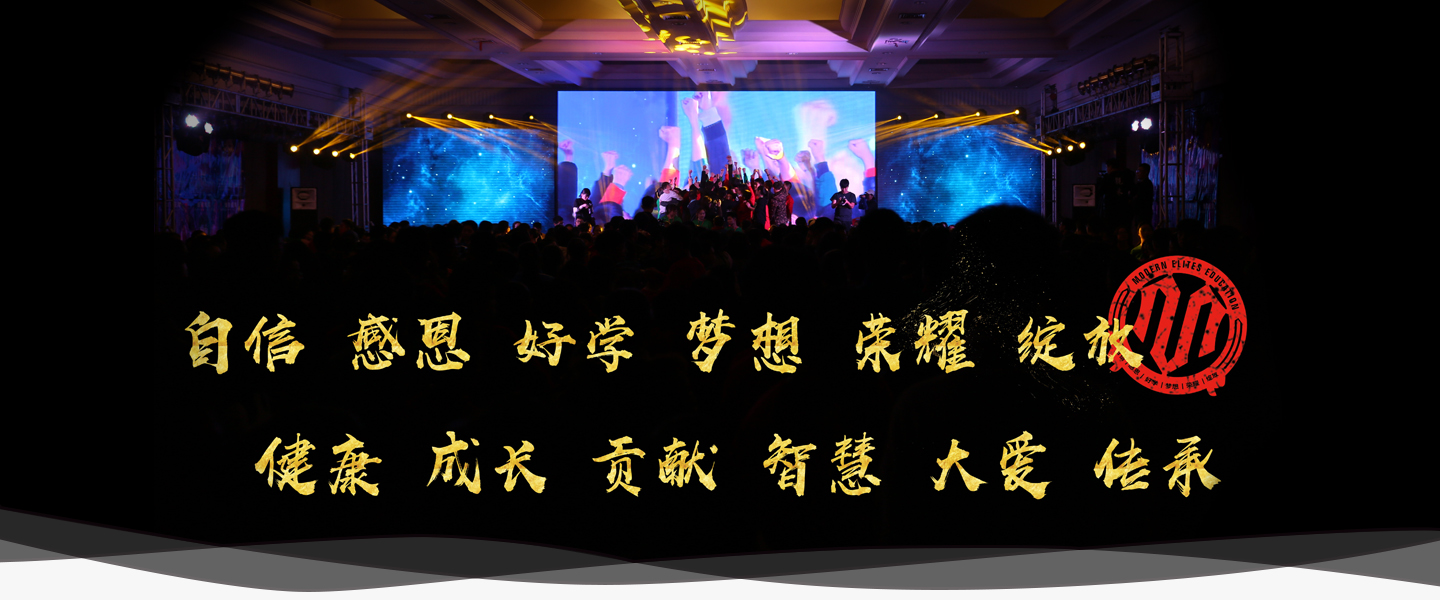 MODERN ELITES EDUCATION
自信 感恩 好学 梦想 荣耀 绽放
健康 成长 贡献 智慧 大爱 传承